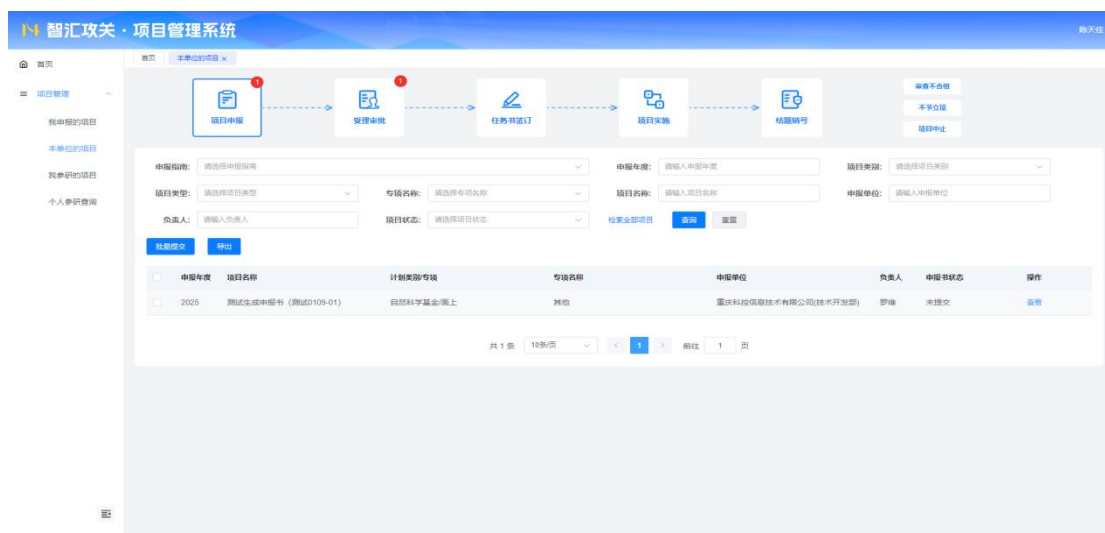 智汇攻关·项目管理系统
陈天住
首页
项目管理
我申报的项目
本单位的项目
我参研的项目
个人参研查询
首页 本单位的项目 ×
1 1
项目申报 受理审批 任务书签订 项目实施 结题销号
审查不合格
不予立项
项目中止
申报指南: 请选择申报指南 申报年度: 请输入申报年度 项目类别: 请选择项目类别
项目类型: 请选择项目类型 专项名称: 请选择专项名称 项目名称: 请输入项目名称 申报单位: 请输入申报单位
负责人: 请输入负责人 项目状态: 请选择项目状态 检索全部项目 查询 重置
批量提交 导出
申报年度 项目名称 计划类别/专项 专项名称 申报单位 负责人 申报书状态 操作
2025 测试生成申报书(测试0109-01) 自然科学基金/面上 其他 重庆科控信息技术有限公司(技术开发部) 罗维 未提交 查看
共 1 条 10条/页 < 1 > 前往 1 页